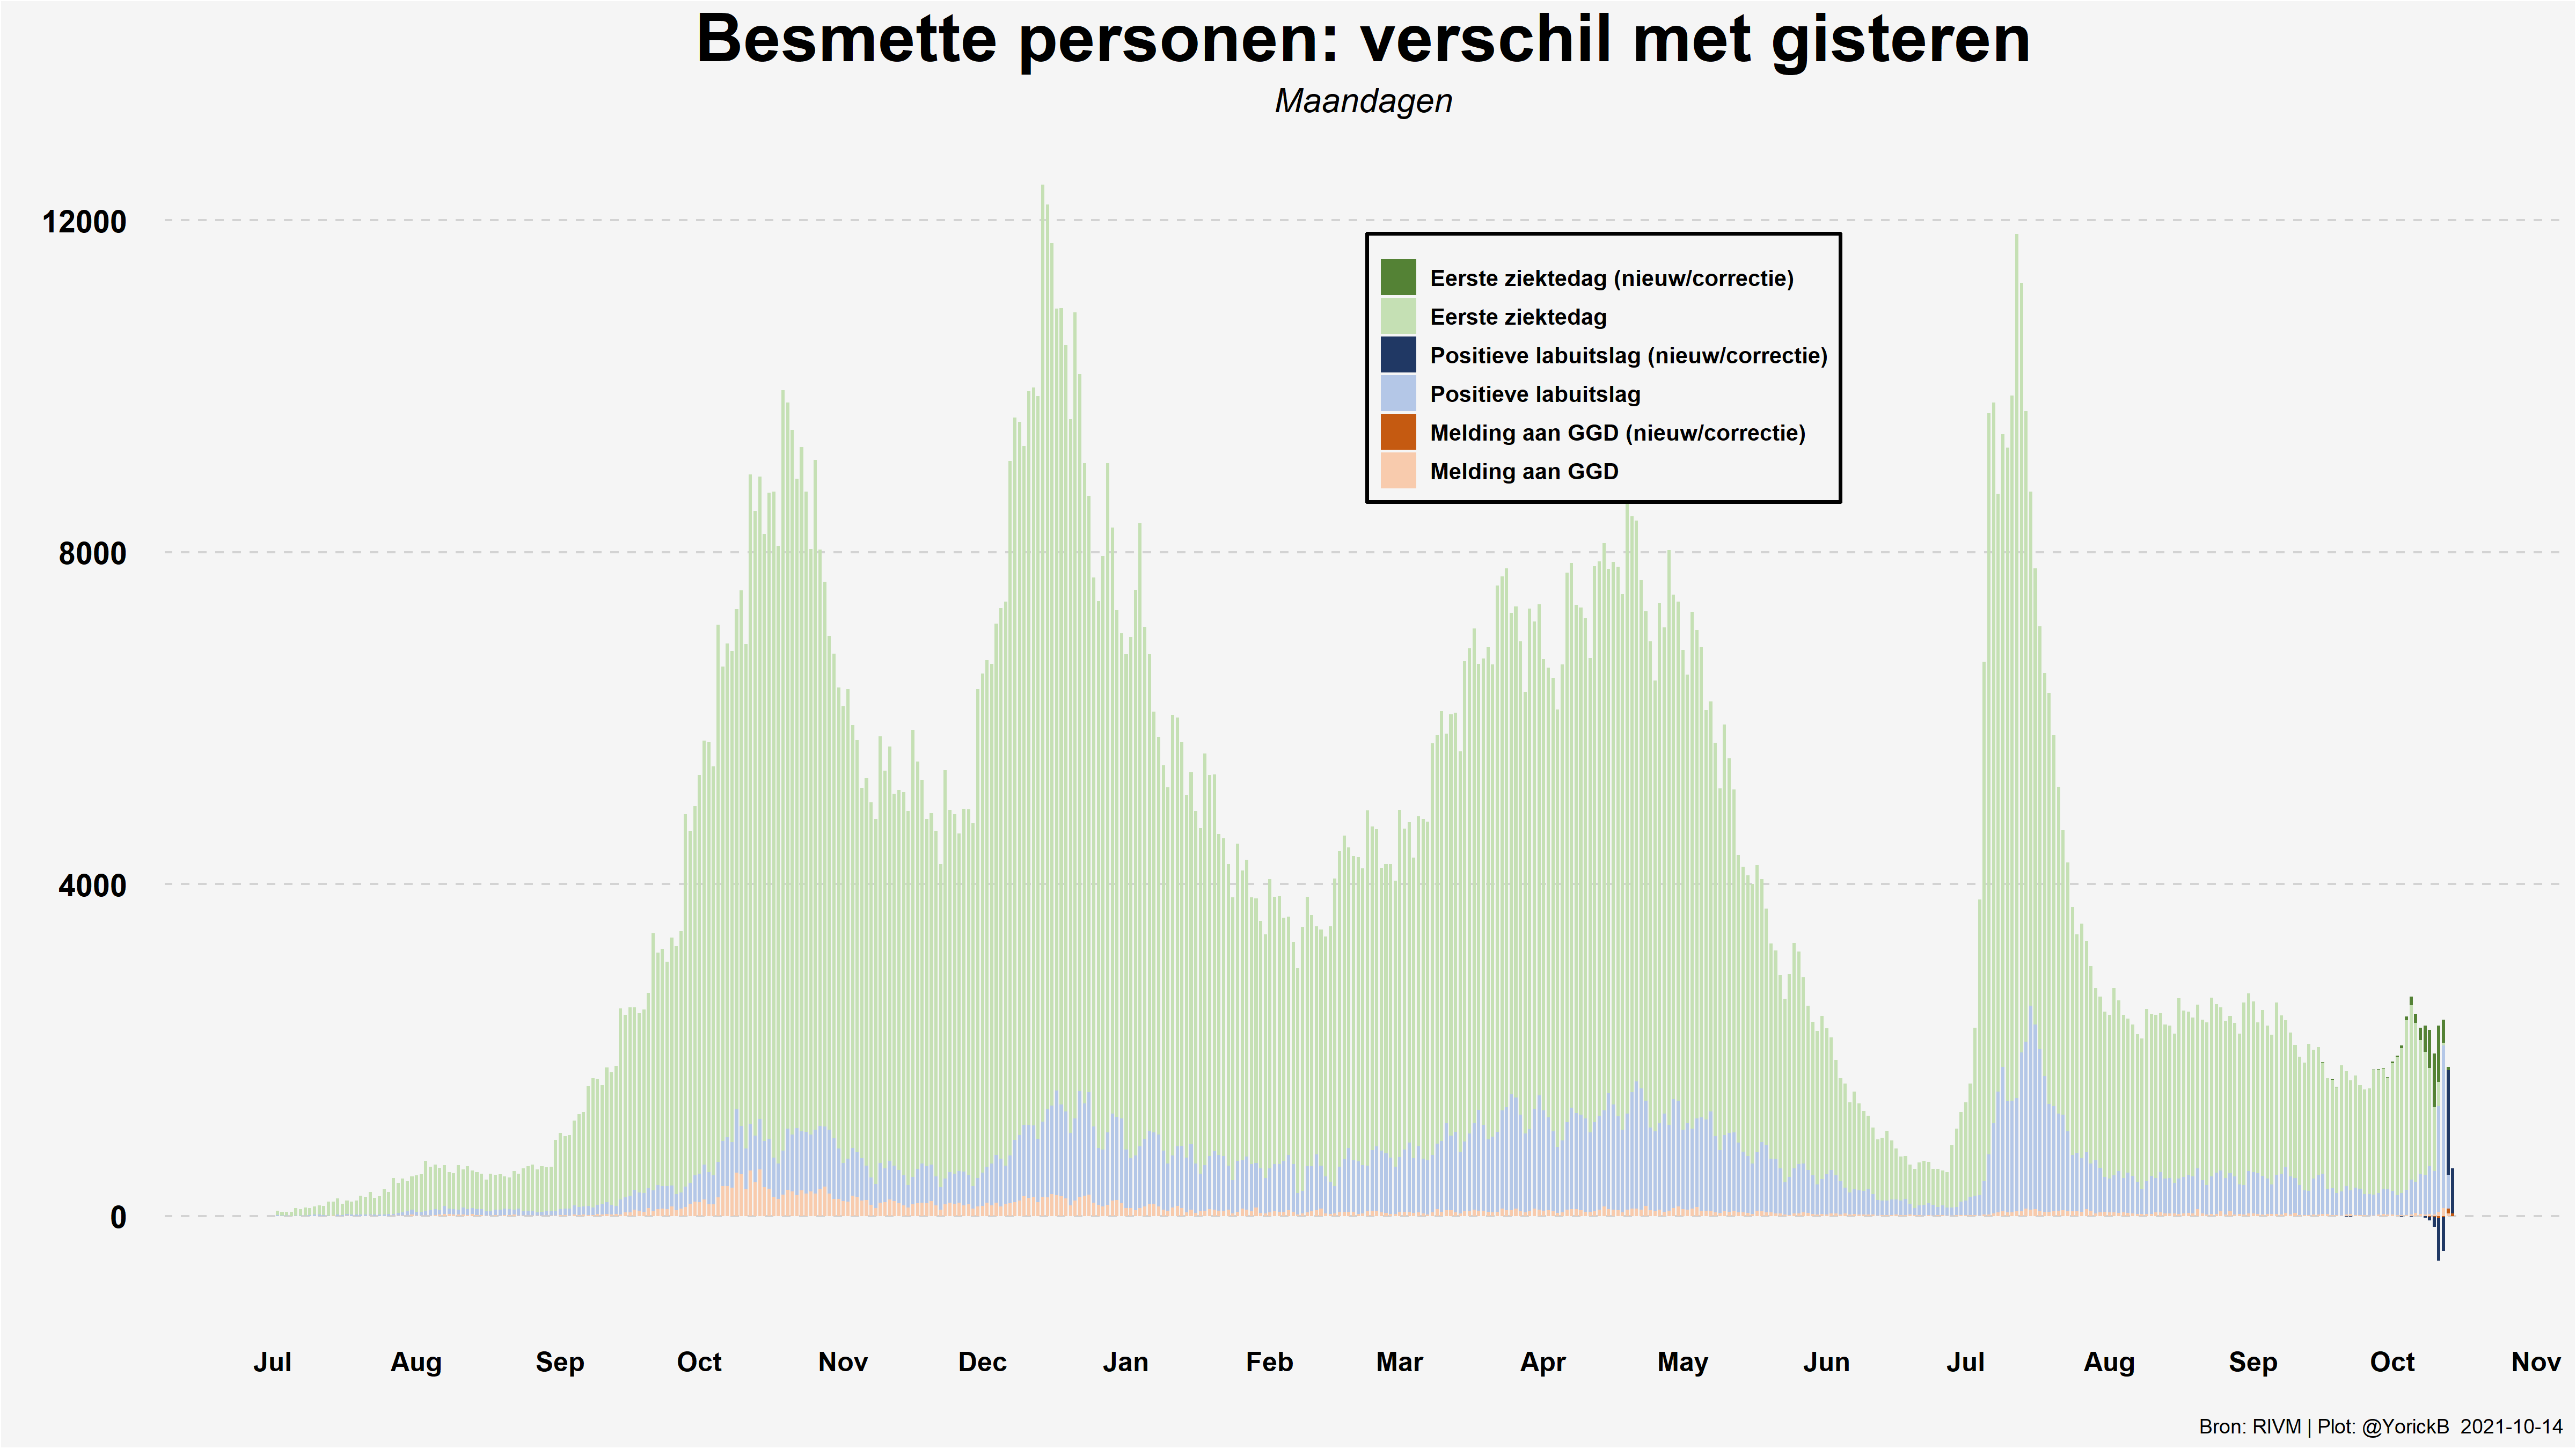 Besmette personen: verschil met gisteren
Maandagen
12000
8000
4000
0
Eerste ziektedag (nieuw/correctie)
Eerste ziektedag
Positieve labuitslag (nieuw/correctie)
Positieve labuitslag
Melding aan GGD (nieuw/correctie)
Melding aan GGD
Jul Aug Sep Oct Nov Dec Jan Feb Mar Apr May Jun Jul Aug Sep Oct Nov
Bron: RIVM | Plot: @YorickB 2021-10-14